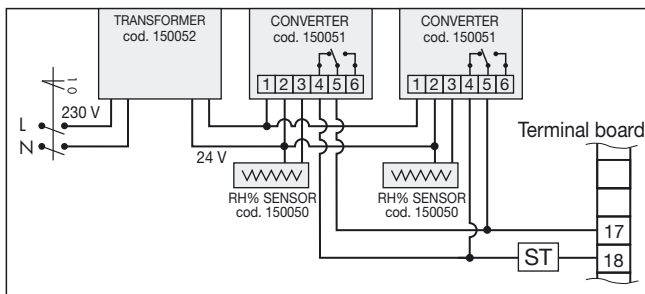 TRANSFORMER
cod. 150052
CONVERTER
cod. 150051
CONVERTER
cod. 150051
1 2 3 4 5 6
1 2 3 4 5 6
1 0
230 V
L
N
24 V
Terminal board
RH% SENSOR
cod. 150050
RH% SENSOR
cod. 150050
17
ST
18